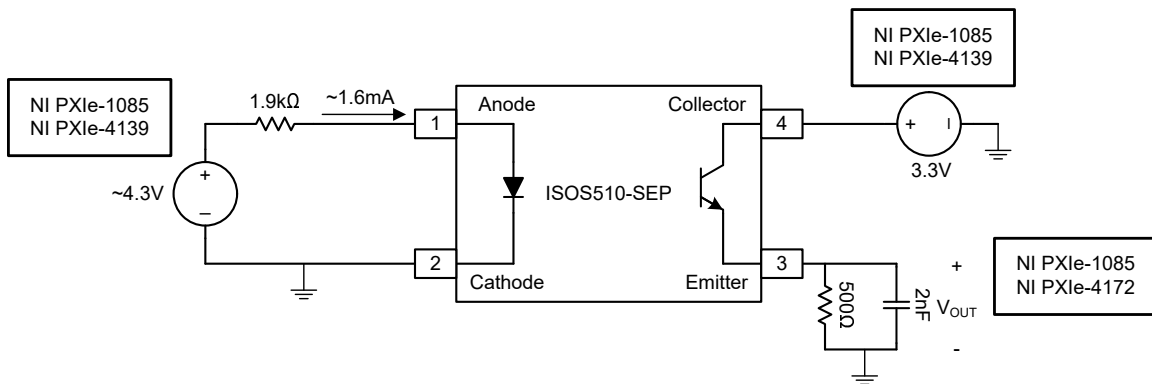 NI PXIe-1085
NI PXIe-4139
NI PXIe-1085
NI PXIe-4139
1.9kΩ
~1.6mA
1
Anode
Collector
4
+
–
3.3V
~4.3V
+
–
ISOS510-SEP
2
Cathode
Emitter
3
500Ω
2nF
+
VOUT
-
NI PXIe-1085
NI PXIe-4172